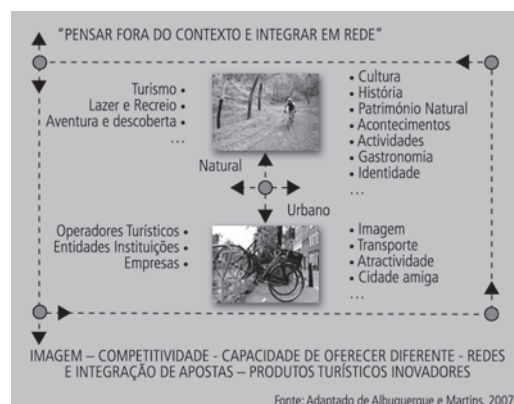 “PENSAR FORA DO CONTEXTO E INTEGRAR EM REDE”
Turismo •
Lazer e Recreio •
Aventura e descoberta •
...
• Cultura
• História
• Património Natural
• Acontecimentos
• Actividades
• Gastronomia
• Identidade
...
Natural
Urbano
Operadores Turísticos •
Entidades Instituições •
Empresas •
• Imagem
• Transporte
• Atractividade
• Cidade amiga
...
IMAGEM – COMPETITIVIDADE - CAPACIDADE DE OFERECER DIFERENTE - REDES
E INTEGRAÇÃO DE APOSTAS – PRODUTOS TURÍSTICOS INOVADORES
Fonte: Adaptado de Albuquerque e Martins, 2007